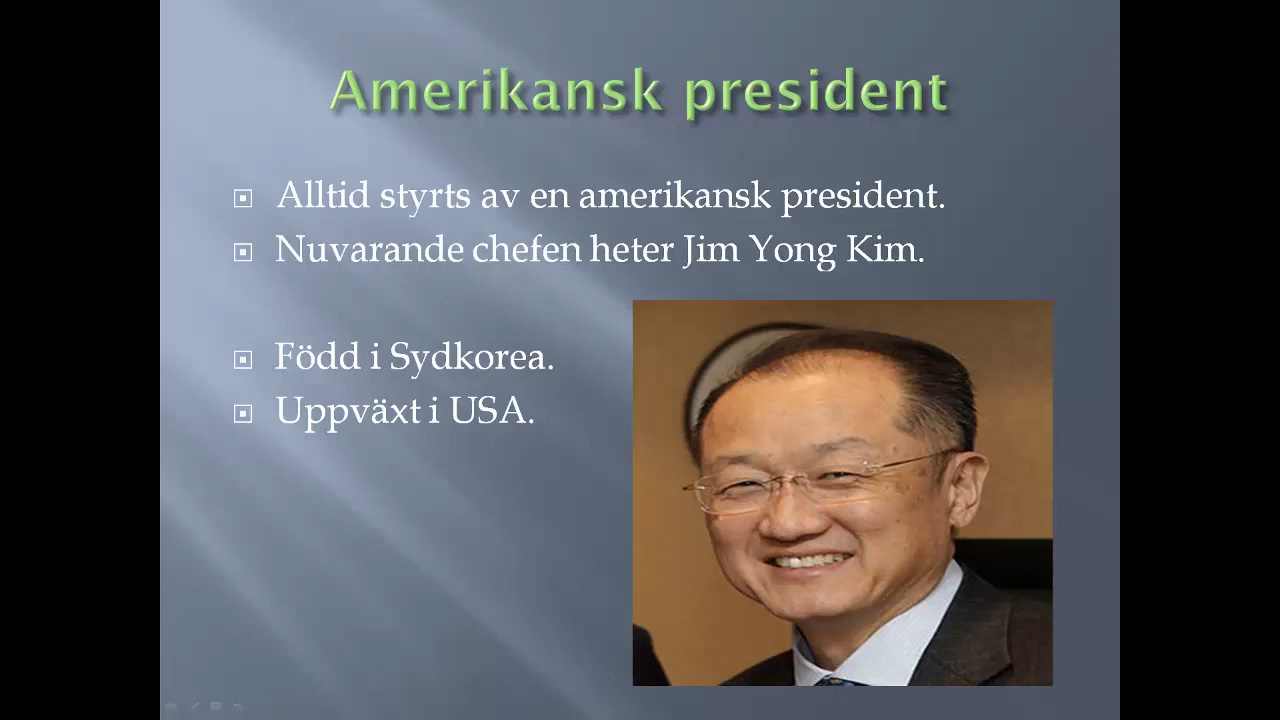 Amerikansk president
Alltid styrts av en amerikansk president.
Nuvarande chefen heter Jim Yong Kim.
Född i Sydkorea.
Uppväxt i USA.